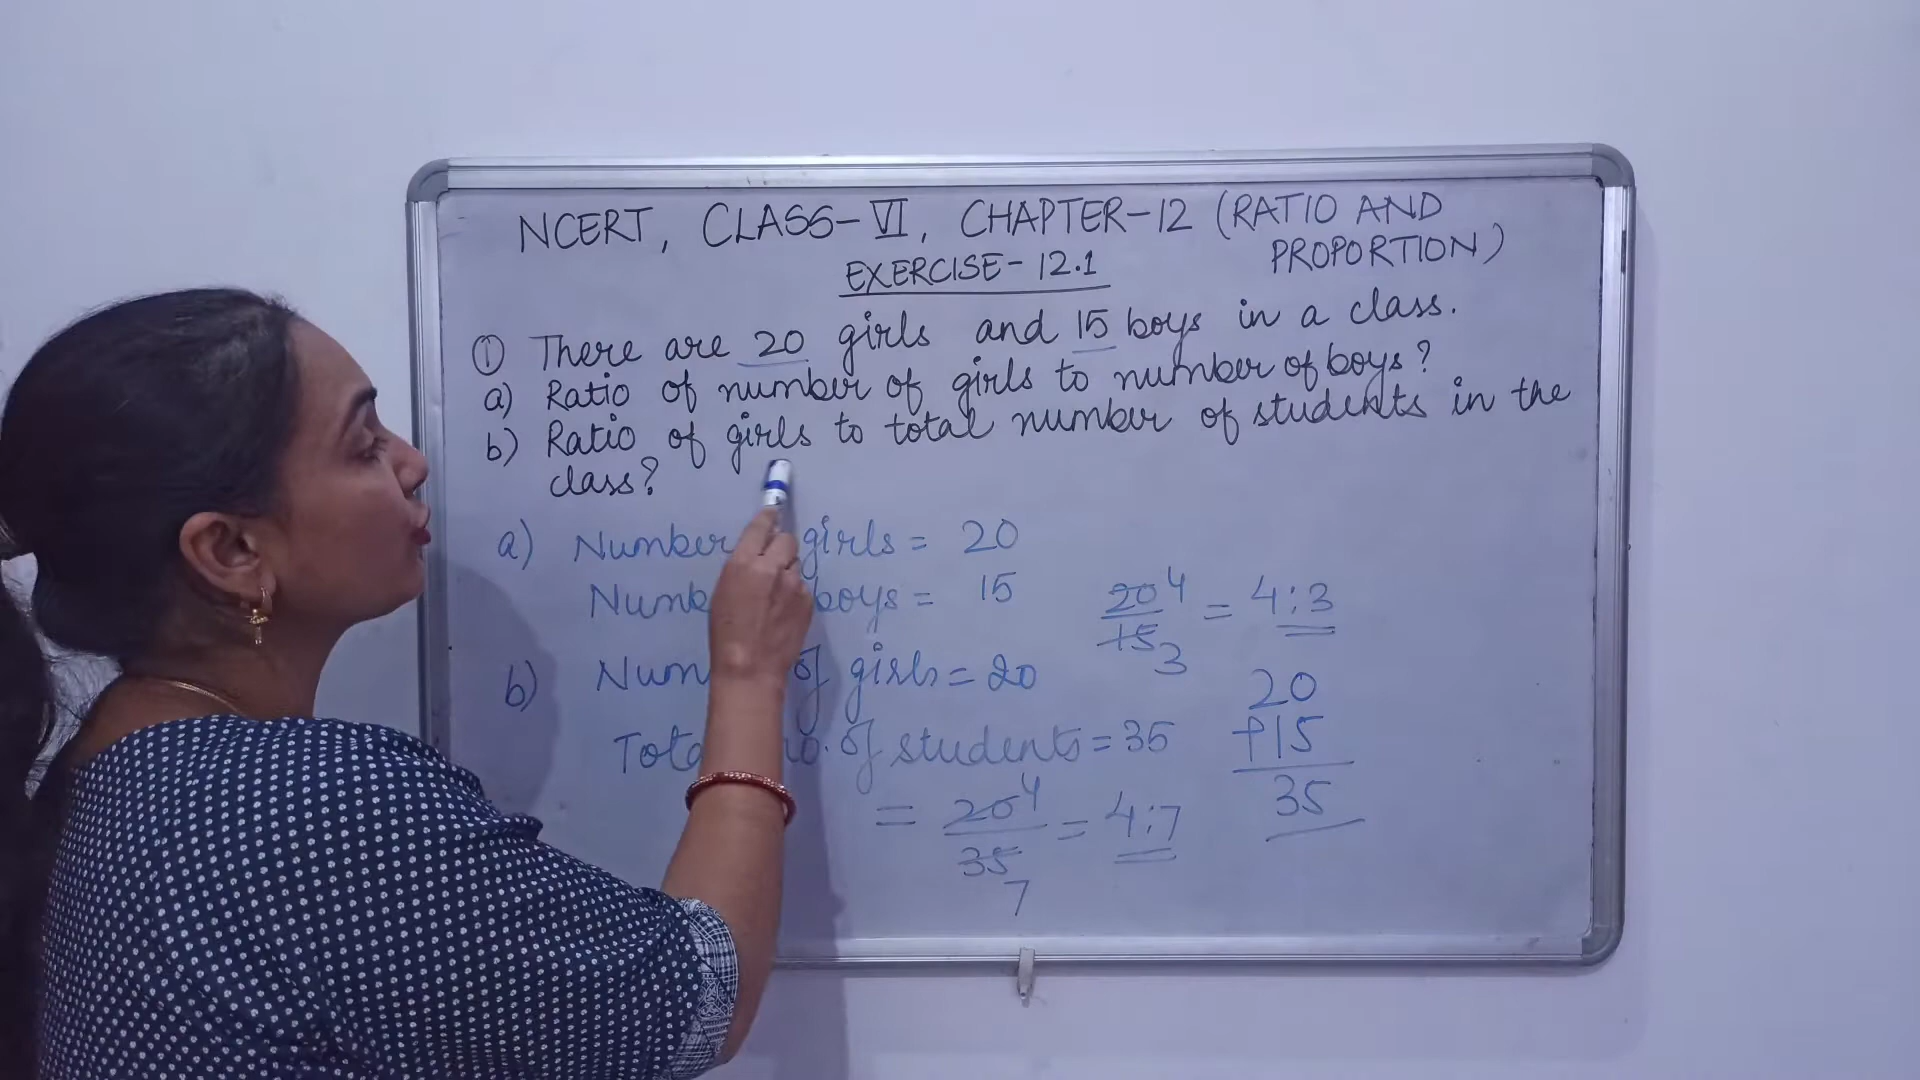 NCERT, CLASS-VI, CHAPTER-12 (RATIO AND
PROPORTION)
EXERCISE-12.1
① There are 20 girls and 15 boys in a class.
a) Ratio of number of girls to number of boys?
b) Ratio of girls to total number of students in the
class?
a) Number girls = 20
boys = 15
20 4
15 3
= 4:3
b) of girls = 20
no. of students = 35
= 20 4
35
7
= 4:7
20
+15
35